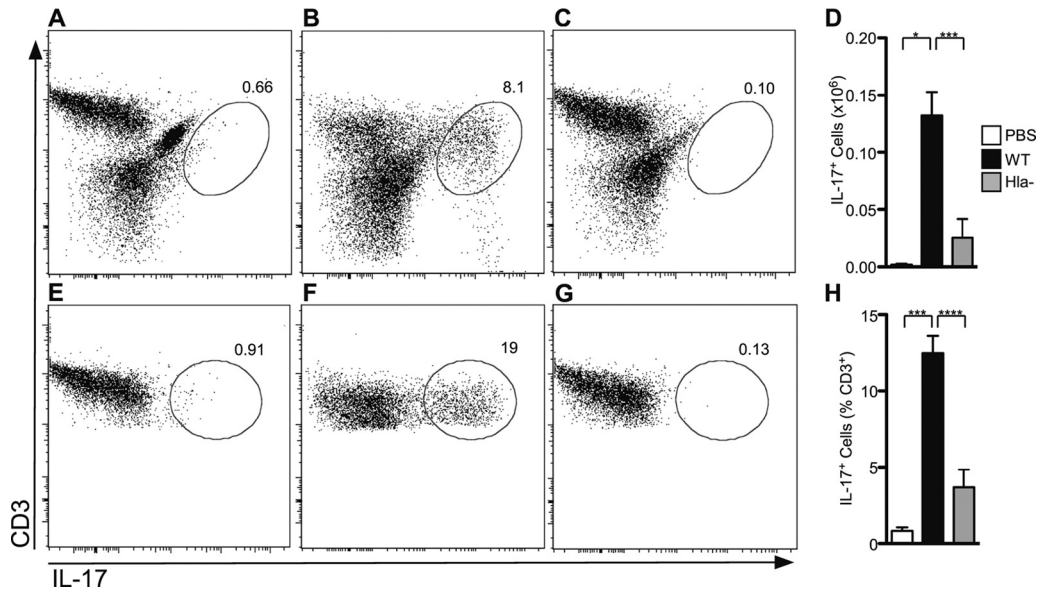 A
B
C
D
0.66
8.1
0.10
* ***
0.20
0.15
0.10
0.05
0.00
IL-17+ Cells (x10⁶)
PBS
WT
Hla-
E
F
G
H
0.91
19
0.13
*** ****
15
10
5
0
IL-17+ Cells (% CD3+)
CD3
IL-17